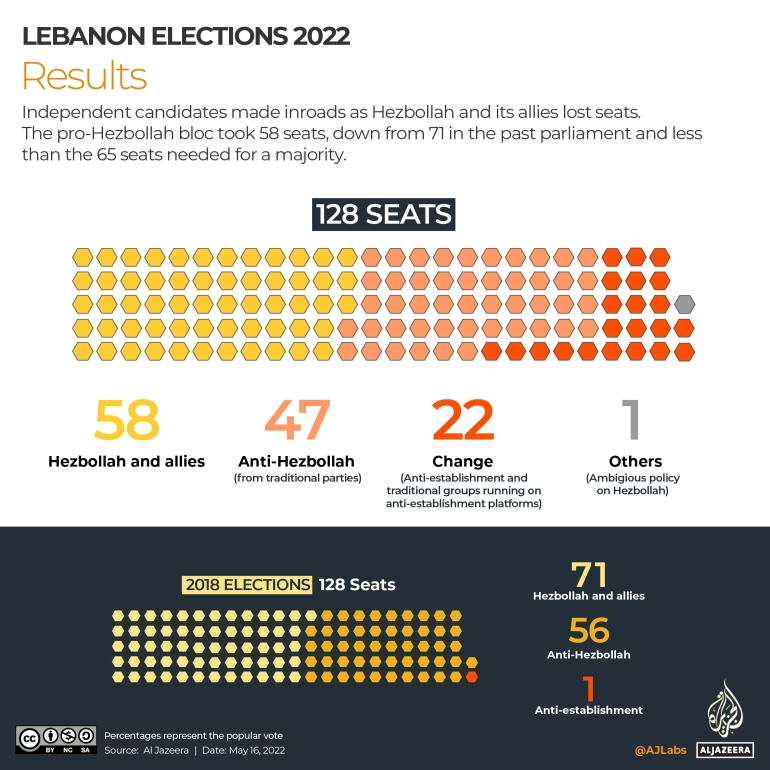 LEBANON ELECTIONS 2022
Results
Independent candidates made inroads as Hezbollah and its allies lost seats.
The pro-Hezbollah bloc took 58 seats, down from 71 in the past parliament and less
than the 65 seats needed for a majority.
128 SEATS
58
Hezbollah and allies
47
Anti-Hezbollah
(from traditional parties)
22
Change
(Anti-establishment and
traditional groups running on
anti-establishment platforms)
1
Others
(Ambigious policy
on Hezbollah)
2018 ELECTIONS 128 Seats
71
Hezbollah and allies
56
Anti-Hezbollah
1
Anti-establishment
cc BY NC SA
Percentages represent the popular vote
Source: Al Jazeera | Date: May 16, 2022
@AJLabs
ALJAZEERA